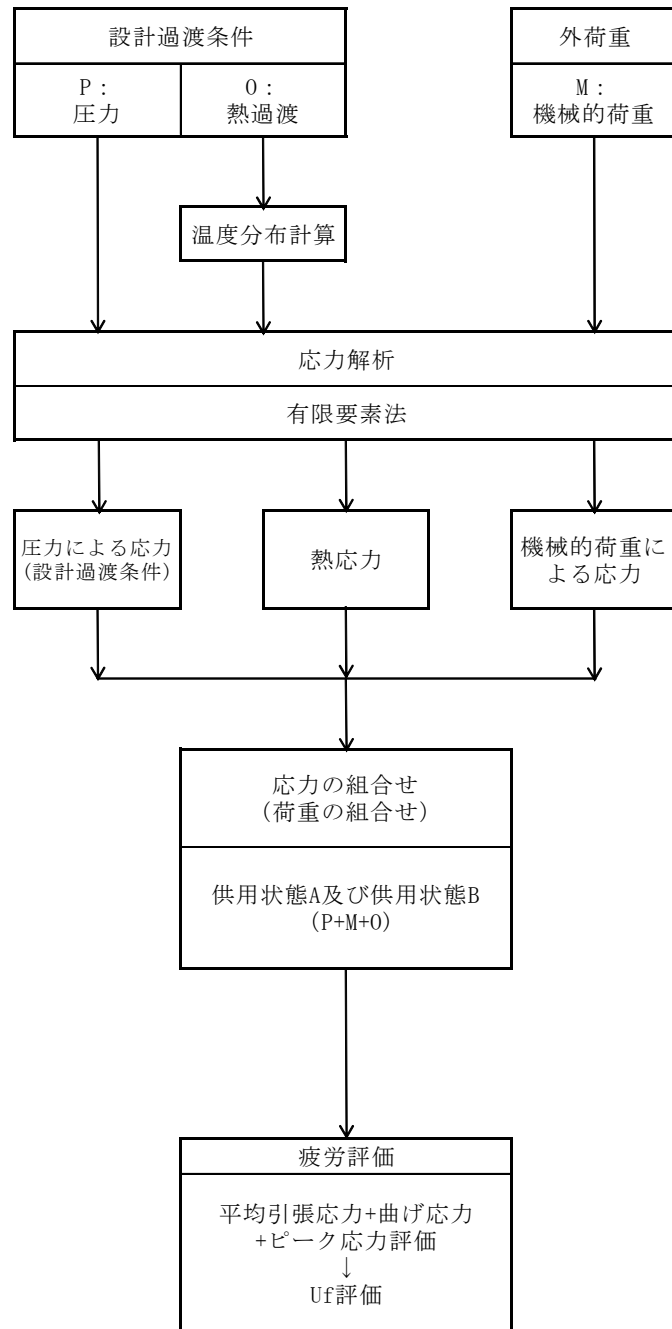 設計過渡条件
P：
圧力
O：
熱過渡
外荷重
M：
機械的荷重
温度分布計算
応力解析
有限要素法
圧力による応力
(設計過渡条件)
熱応力
機械的荷重に
よる応力
応力の組合せ
(荷重の組合せ)
供用状態A及び供用状態B
(P+M+O)
疲労評価
平均引張応力+曲げ応力
+ピーク応力評価
↓
Uf評価